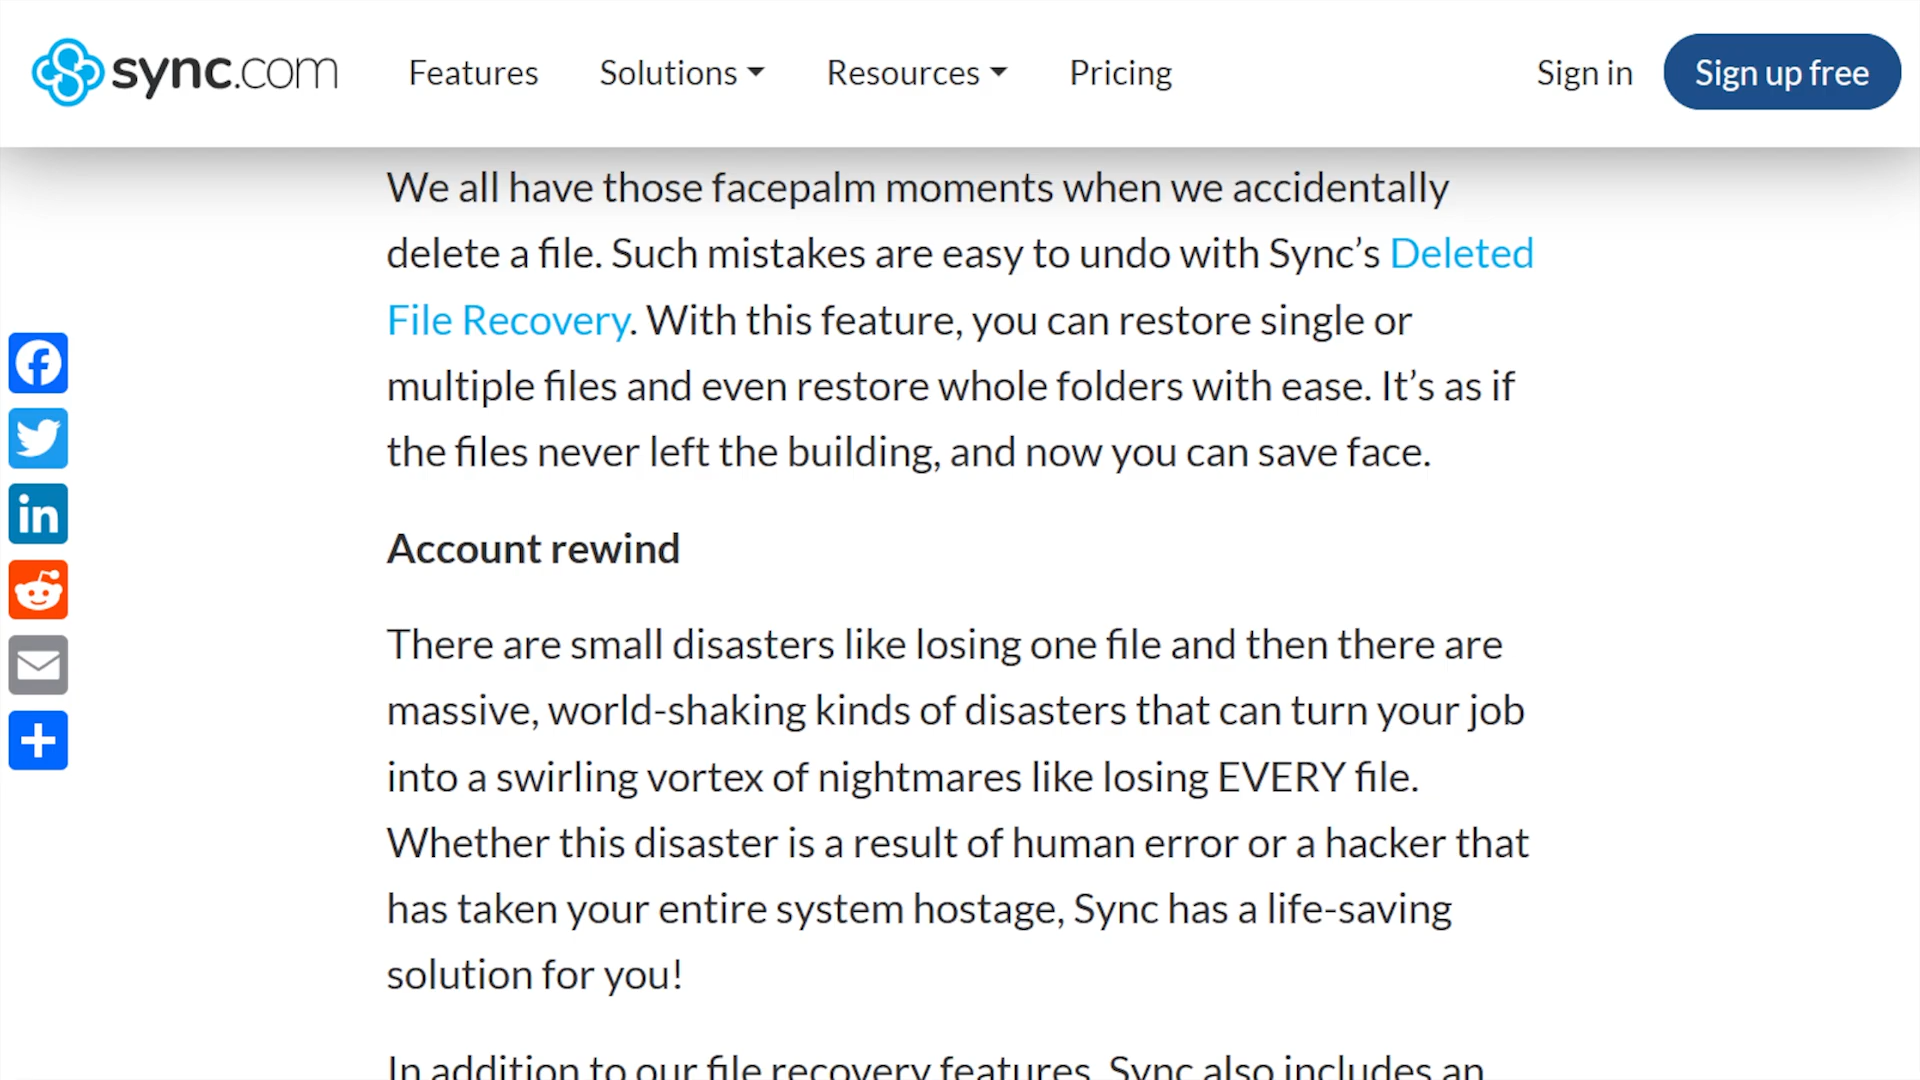 sync.com Features Solutions Resources Pricing Sign in Sign up free
We all have those facepalm moments when we accidentally
delete a file. Such mistakes are easy to undo with Sync’s Deleted
File Recovery. With this feature, you can restore single or
multiple files and even restore whole folders with ease. It’s as if
the files never left the building, and now you can save face.
Account rewind
There are small disasters like losing one file and then there are
massive, world-shaking kinds of disasters that can turn your job
into a swirling vortex of nightmares like losing EVERY file.
Whether this disaster is a result of human error or a hacker that
has taken your entire system hostage, Sync has a life-saving
solution for you!
In addition to our file recovery features, Sync also includes an